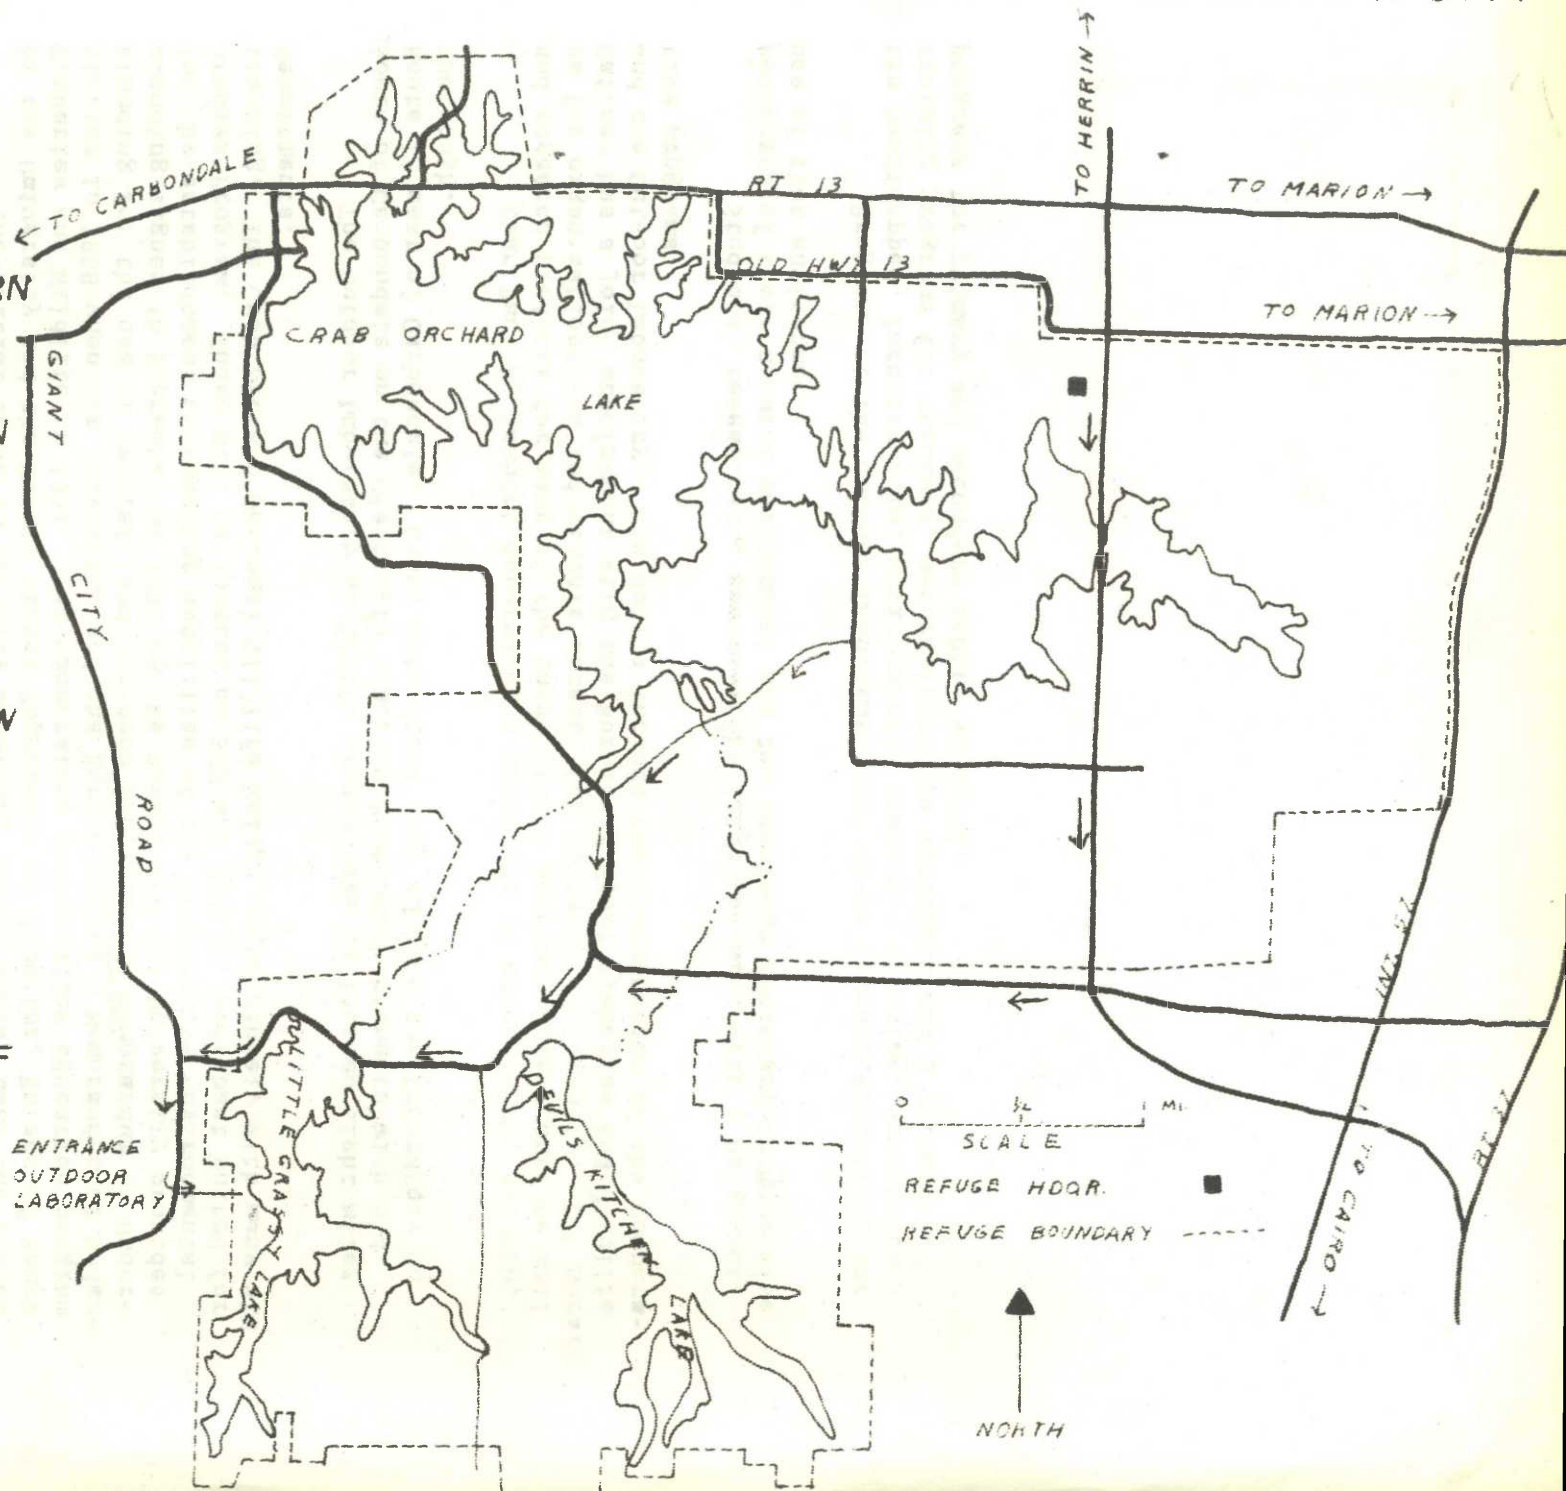 TO HERRIN →
← TO CARBONDALE
RT 13
TO MARION →
OLD HWY 13
TO MARION →
CRAB ORCHARD
LAKE
GIANT
CITY
ROAD
ENTRANCE
OUTDOOR
LABORATORY
LITTLE GRASSY LAKE
DEVILS KITCHEN
LAKE
0 ½ 1 MI.
SCALE
REFUGE HDQR.
REFUGE BOUNDARY
TO CAIRO →
NORTH